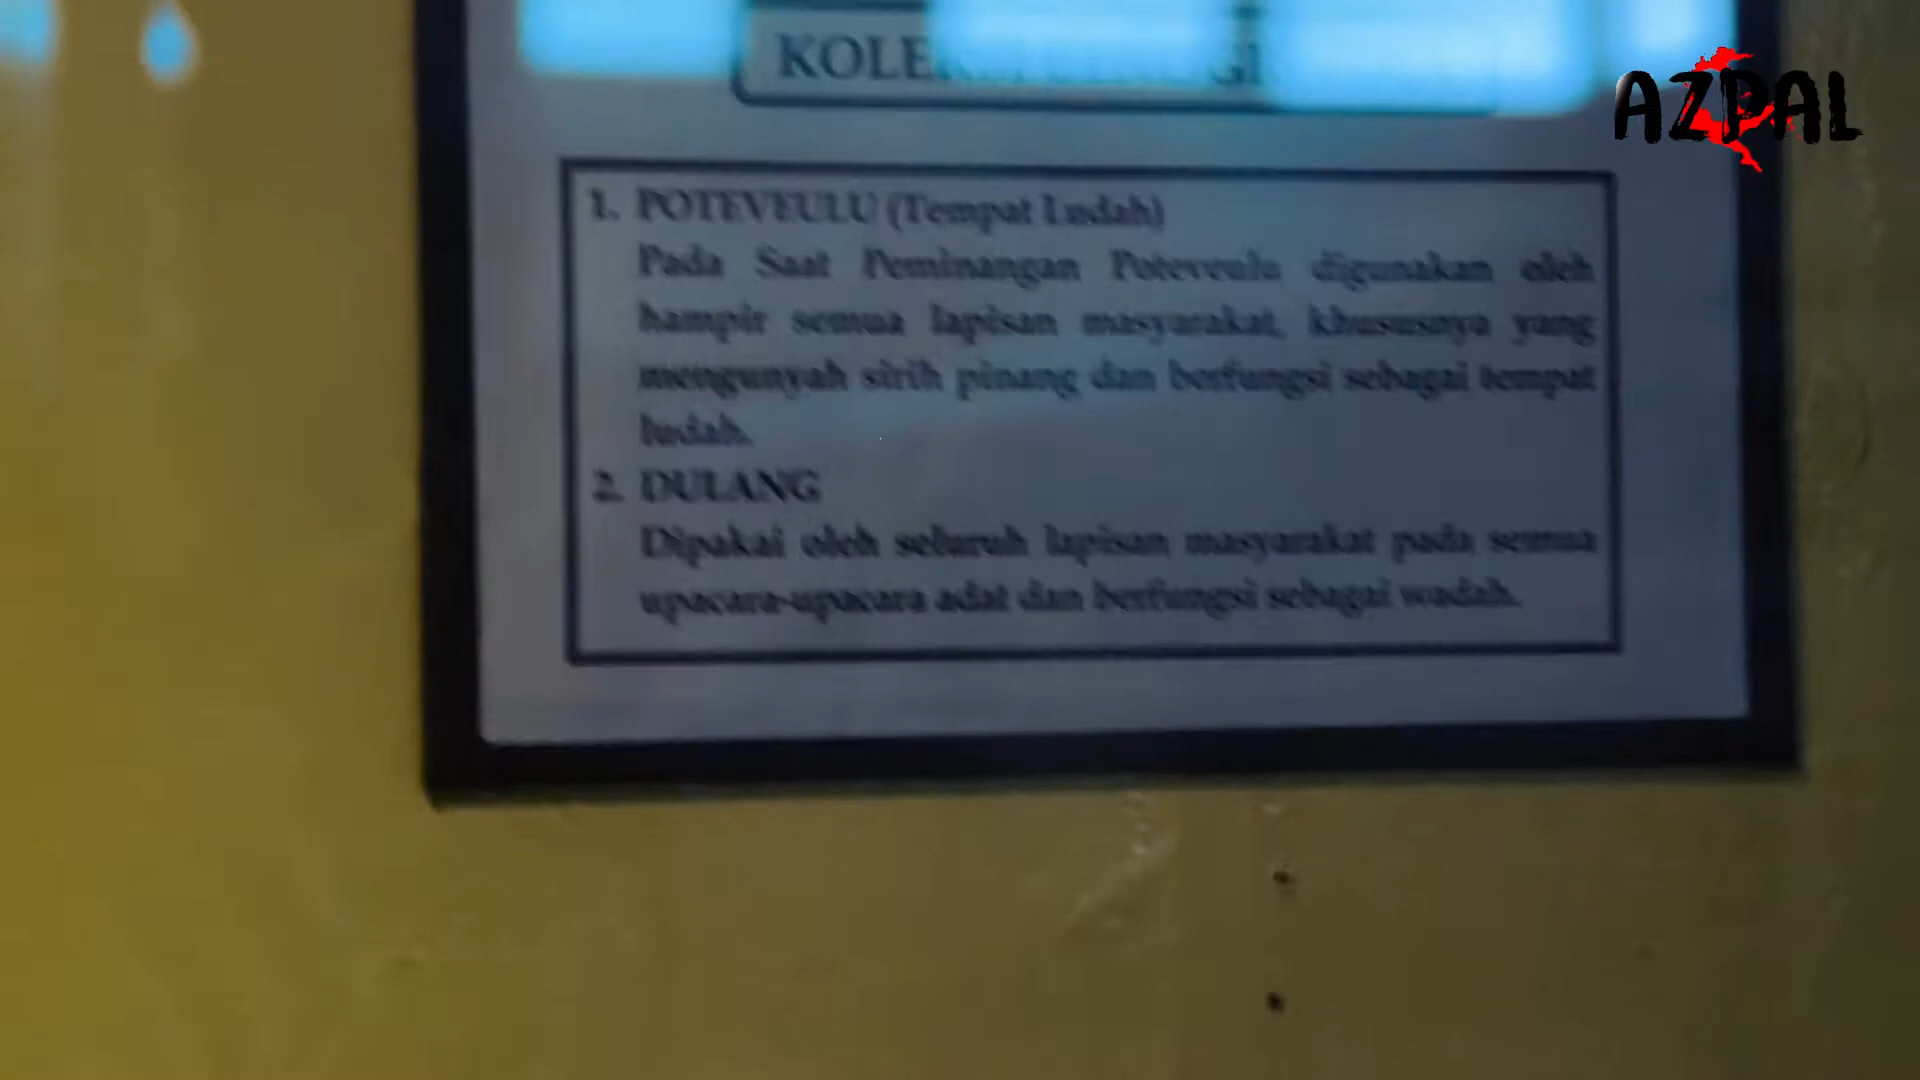 AZPAL
1. POTEVEULU (Tempat Ludah)
Pada Saat Peminangan Poteveulu digunakan oleh
hampir semua lapisan masyarakat, khususnya yang
mengunyah sirih pinang dan berfungsi sebagai tempat
ludah.
2. DULANG
Dipakai oleh seluruh lapisan masyarakat pada semua
upacara-upacara adat dan berfungsi sebagai wadah.